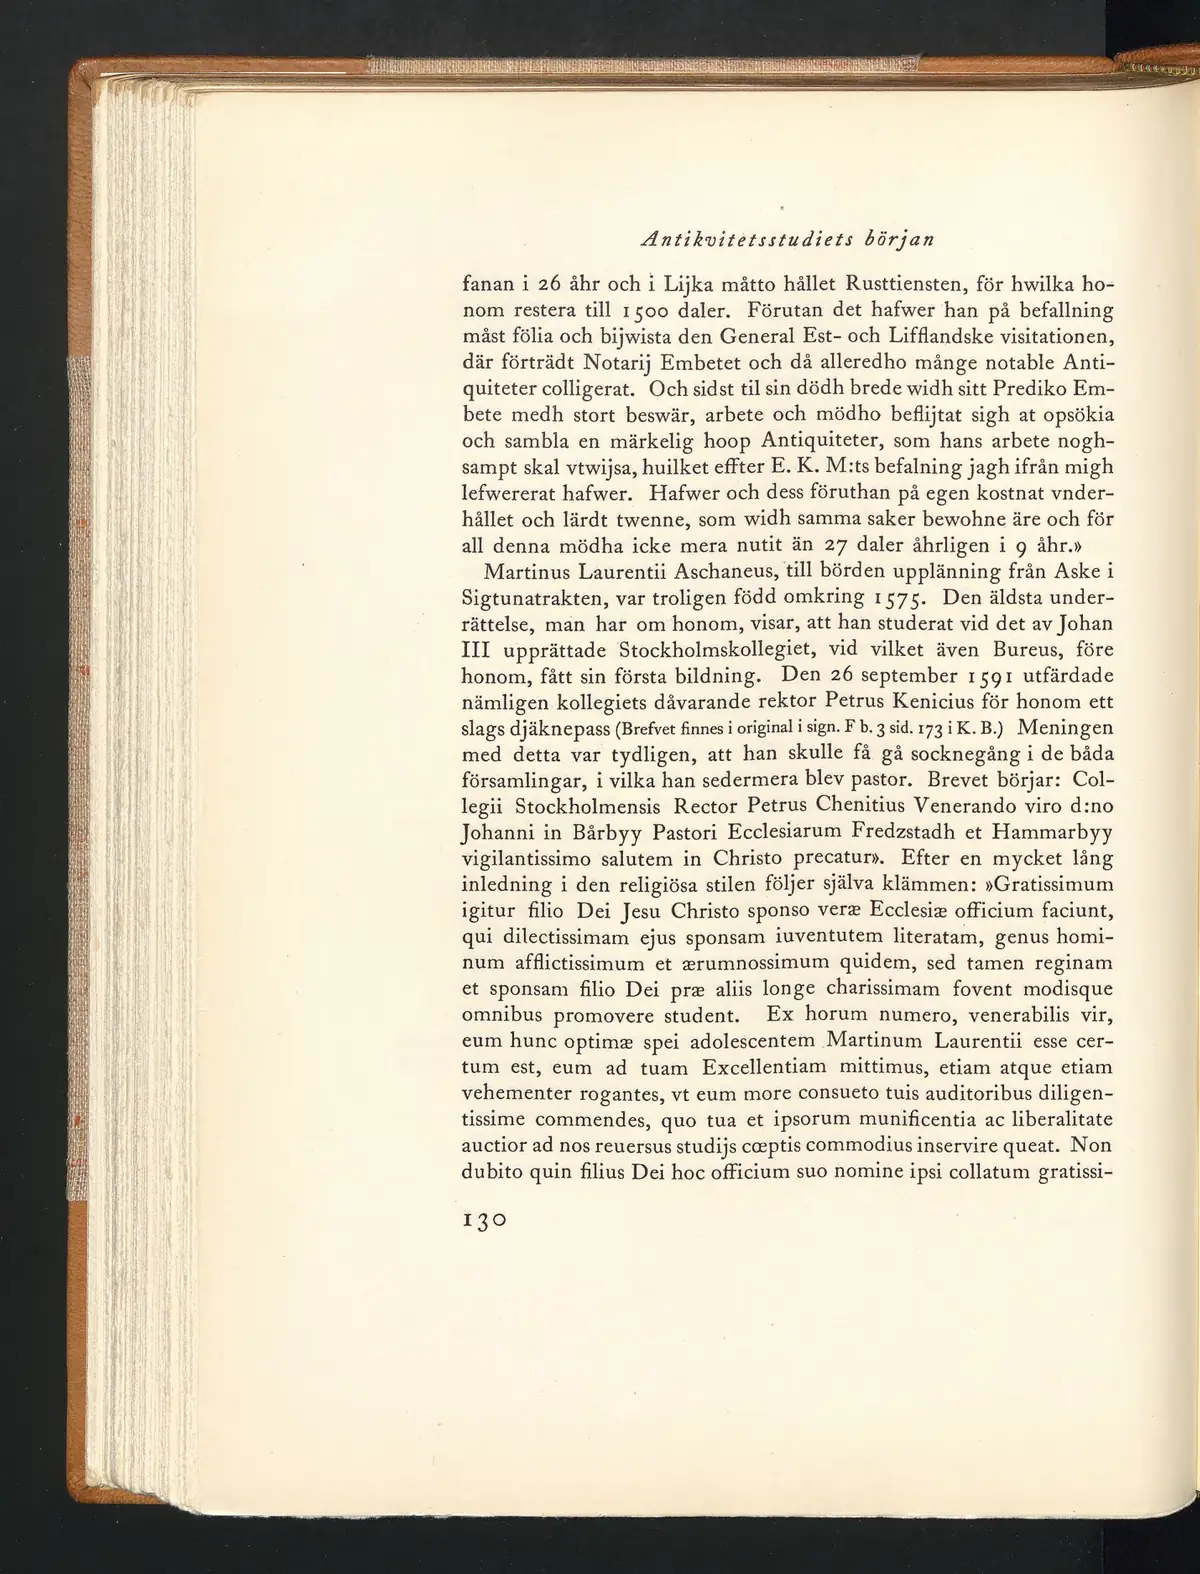 Antikvitetsstudiets början
fanan i 26 åhr och i Lijka måtto hållet Rusttiensten, för hwilka ho-
nom restera till 1500 daler. Förutan det hafwer han på befallning
måst fölia och bijwista den General Est- och Lifflandske visitationen,
där förträdt Notarij Embetet och då alleredho månge notable Anti-
quiteter colligerat. Och sidst til sin dödh brede widh sitt Prediko Em-
bete medh stort beswär, arbete och mödho beflijtat sigh at opsökia
och sambla en märkelig hoop Antiquiteter, som hans arbete nogh-
sampt skal vtwijsa, huilket effter E. K. M:ts befalning jagh ifrån migh
lefwererat hafwer. Hafwer och dess föruthan på egen kostnat vnder-
hållet och lärdt twenne, som widh samma saker bewohne äre och för
all denna mödha icke mera nutit än 27 daler åhrligen i 9 åhr.»
Martinus Laurentii Aschaneus, till börden upplänning från Aske i
Sigtunatrakten, var troligen född omkring 1575. Den äldsta under-
rättelse, man har om honom, visar, att han studerat vid det av Johan
III upprättade Stockholmskollegiet, vid vilket även Bureus, före
honom, fått sin första bildning. Den 26 september 1591 utfärdade
nämligen kollegiets dåvarande rektor Petrus Kenicius för honom ett
slags djäknepass (Brefvet finnes i original i sign. F b. 3 sid. 173 i K. B.) Meningen
med detta var tydligen, att han skulle få gå socknegång i de båda
församlingar, i vilka han sedermera blev pastor. Brevet börjar: Col-
legii Stockholmensis Rector Petrus Chenitius Venerando viro d:no
Johanni in Bårbyy Pastori Ecclesiarum Fredzstadh et Hammarbyy
vigilantissimo salutem in Christo precatur». Efter en mycket lång
inledning i den religiösa stilen följer själva klämmen: »Gratissimum
igitur filio Dei Jesu Christo sponso veræ Ecclesiæ officium faciunt,
qui dilectissimam ejus sponsam iuventutem literatam, genus homi-
num afflictissimum et ærumnossimum quidem, sed tamen reginam
et sponsam filio Dei præ aliis longe charissimam fovent modisque
omnibus promovere student. Ex horum numero, venerabilis vir,
eum hunc optimæ spei adolescentem Martinum Laurentii esse cer-
tum est, eum ad tuam Excellentiam mittimus, etiam atque etiam
vehementer rogantes, vt eum more consueto tuis auditoribus diligen-
tissime commendes, quo tua et ipsorum munificentia ac liberalitate
auctior ad nos reuersus studijs cœptis commodius inservire queat. Non
dubito quin filius Dei hoc officium suo nomine ipsi collatum gratissi-
130